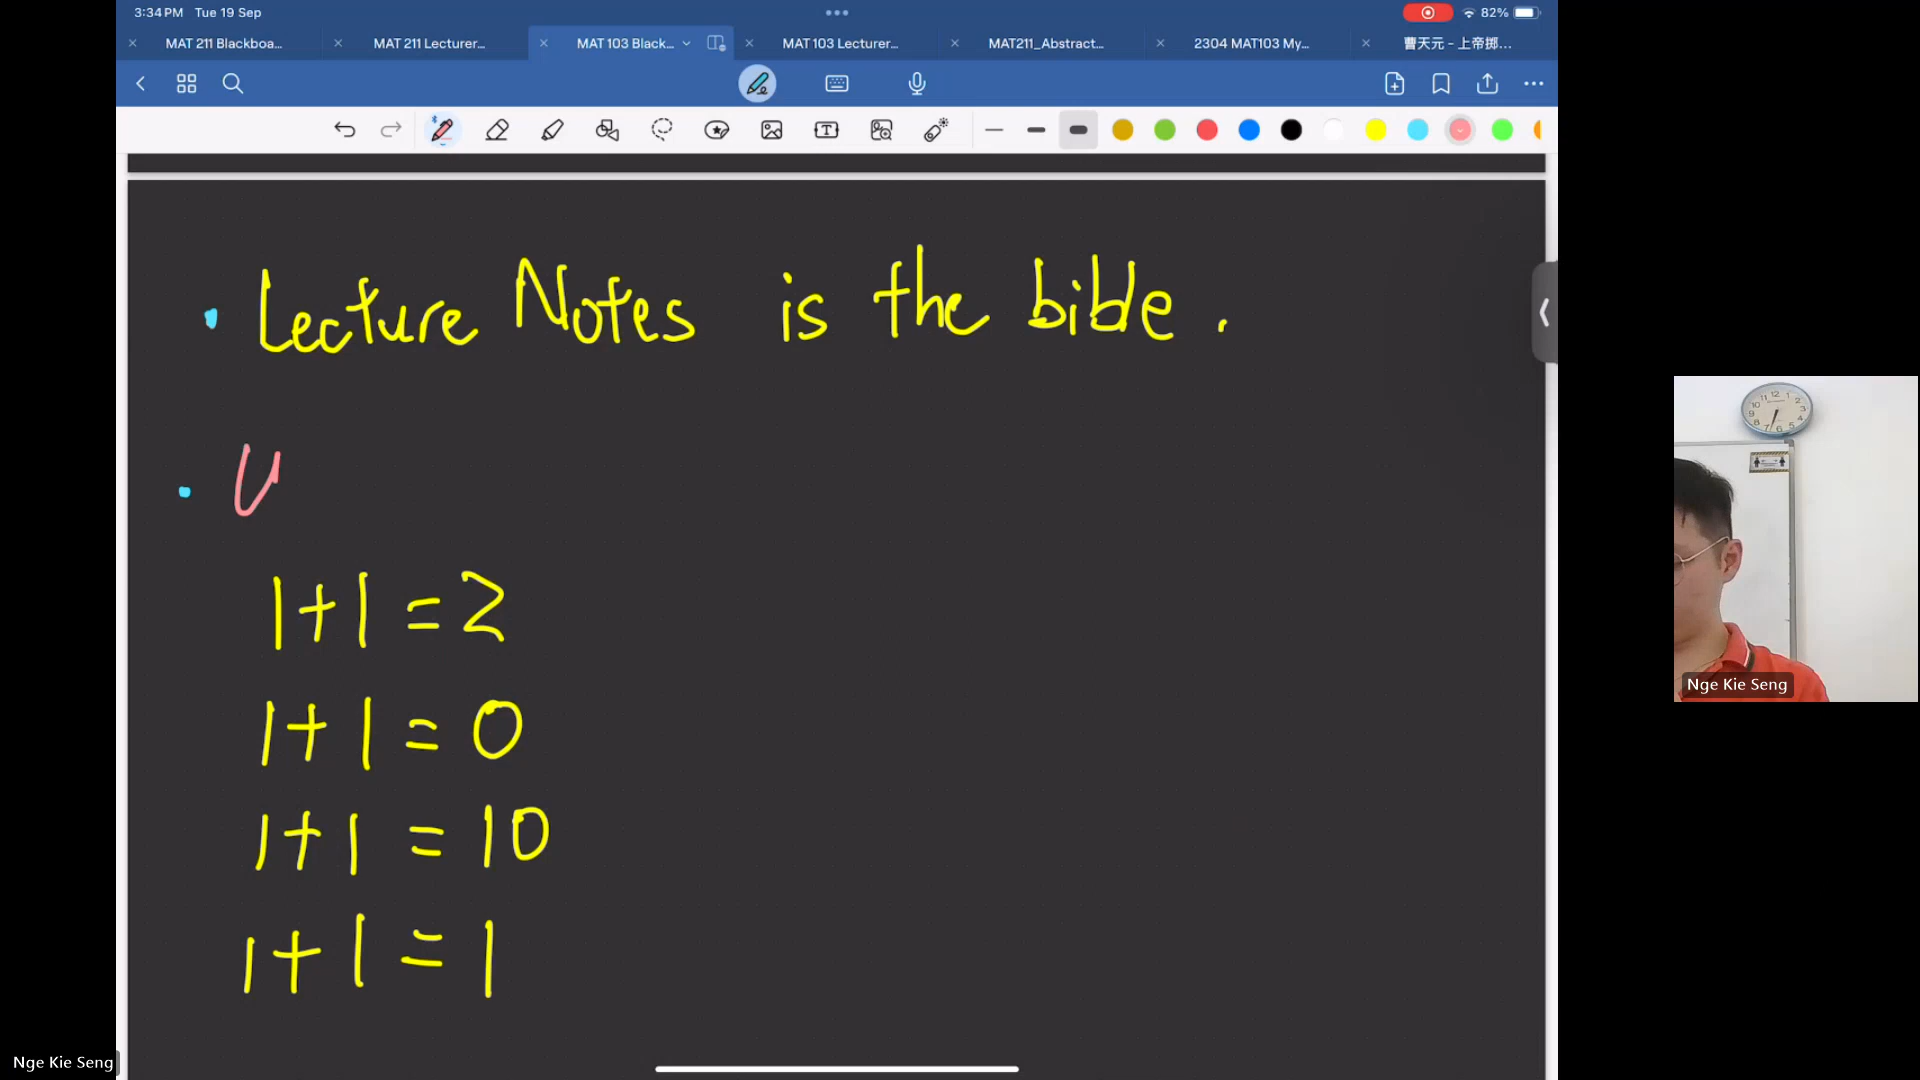 3:34 PM Tue 19 Sep
82%
MAT 211 Blackboa...
MAT 211 Lecturer...
MAT 103 Black...
MAT 103 Lecturer...
MAT211_Abstract...
2304 MAT103 My...
曹天元 - 上帝掷...
• Lecture Notes is the bible.
• U
1+1 = 2
1+1 = 0
1+1 = 10
1+1 = 1
Nge Kie Seng
Nge Kie Seng